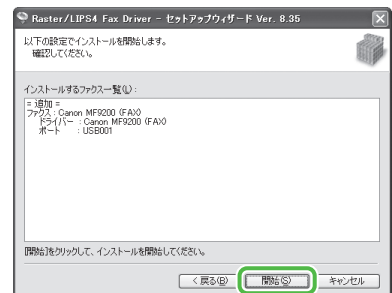 Raster/LIPS4 Fax Driver - セットアップウィザード Ver. 8.35
以下の設定でインストールを開始します。
確認してください。
インストールするファクス一覧(L):
= 追加 =
ファクス : Canon MF9200 (FAX)
ドライバー : Canon MF9200 (FAX)
ポート : USB001
[開始]をクリックして、インストールを開始してください。
< 戻る(B) 開始(S) キャンセル